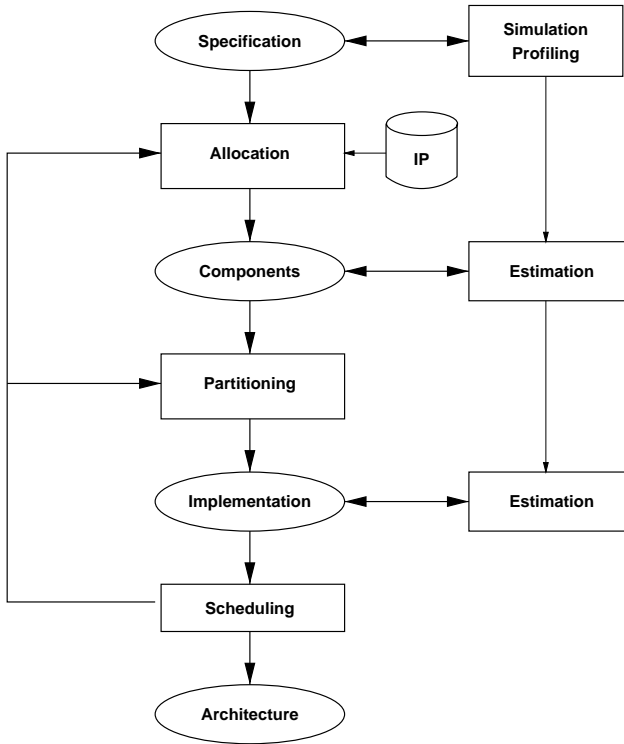 Specification
Simulation
Profiling
Allocation
IP
Components
Estimation
Partitioning
Implementation
Estimation
Scheduling
Architecture